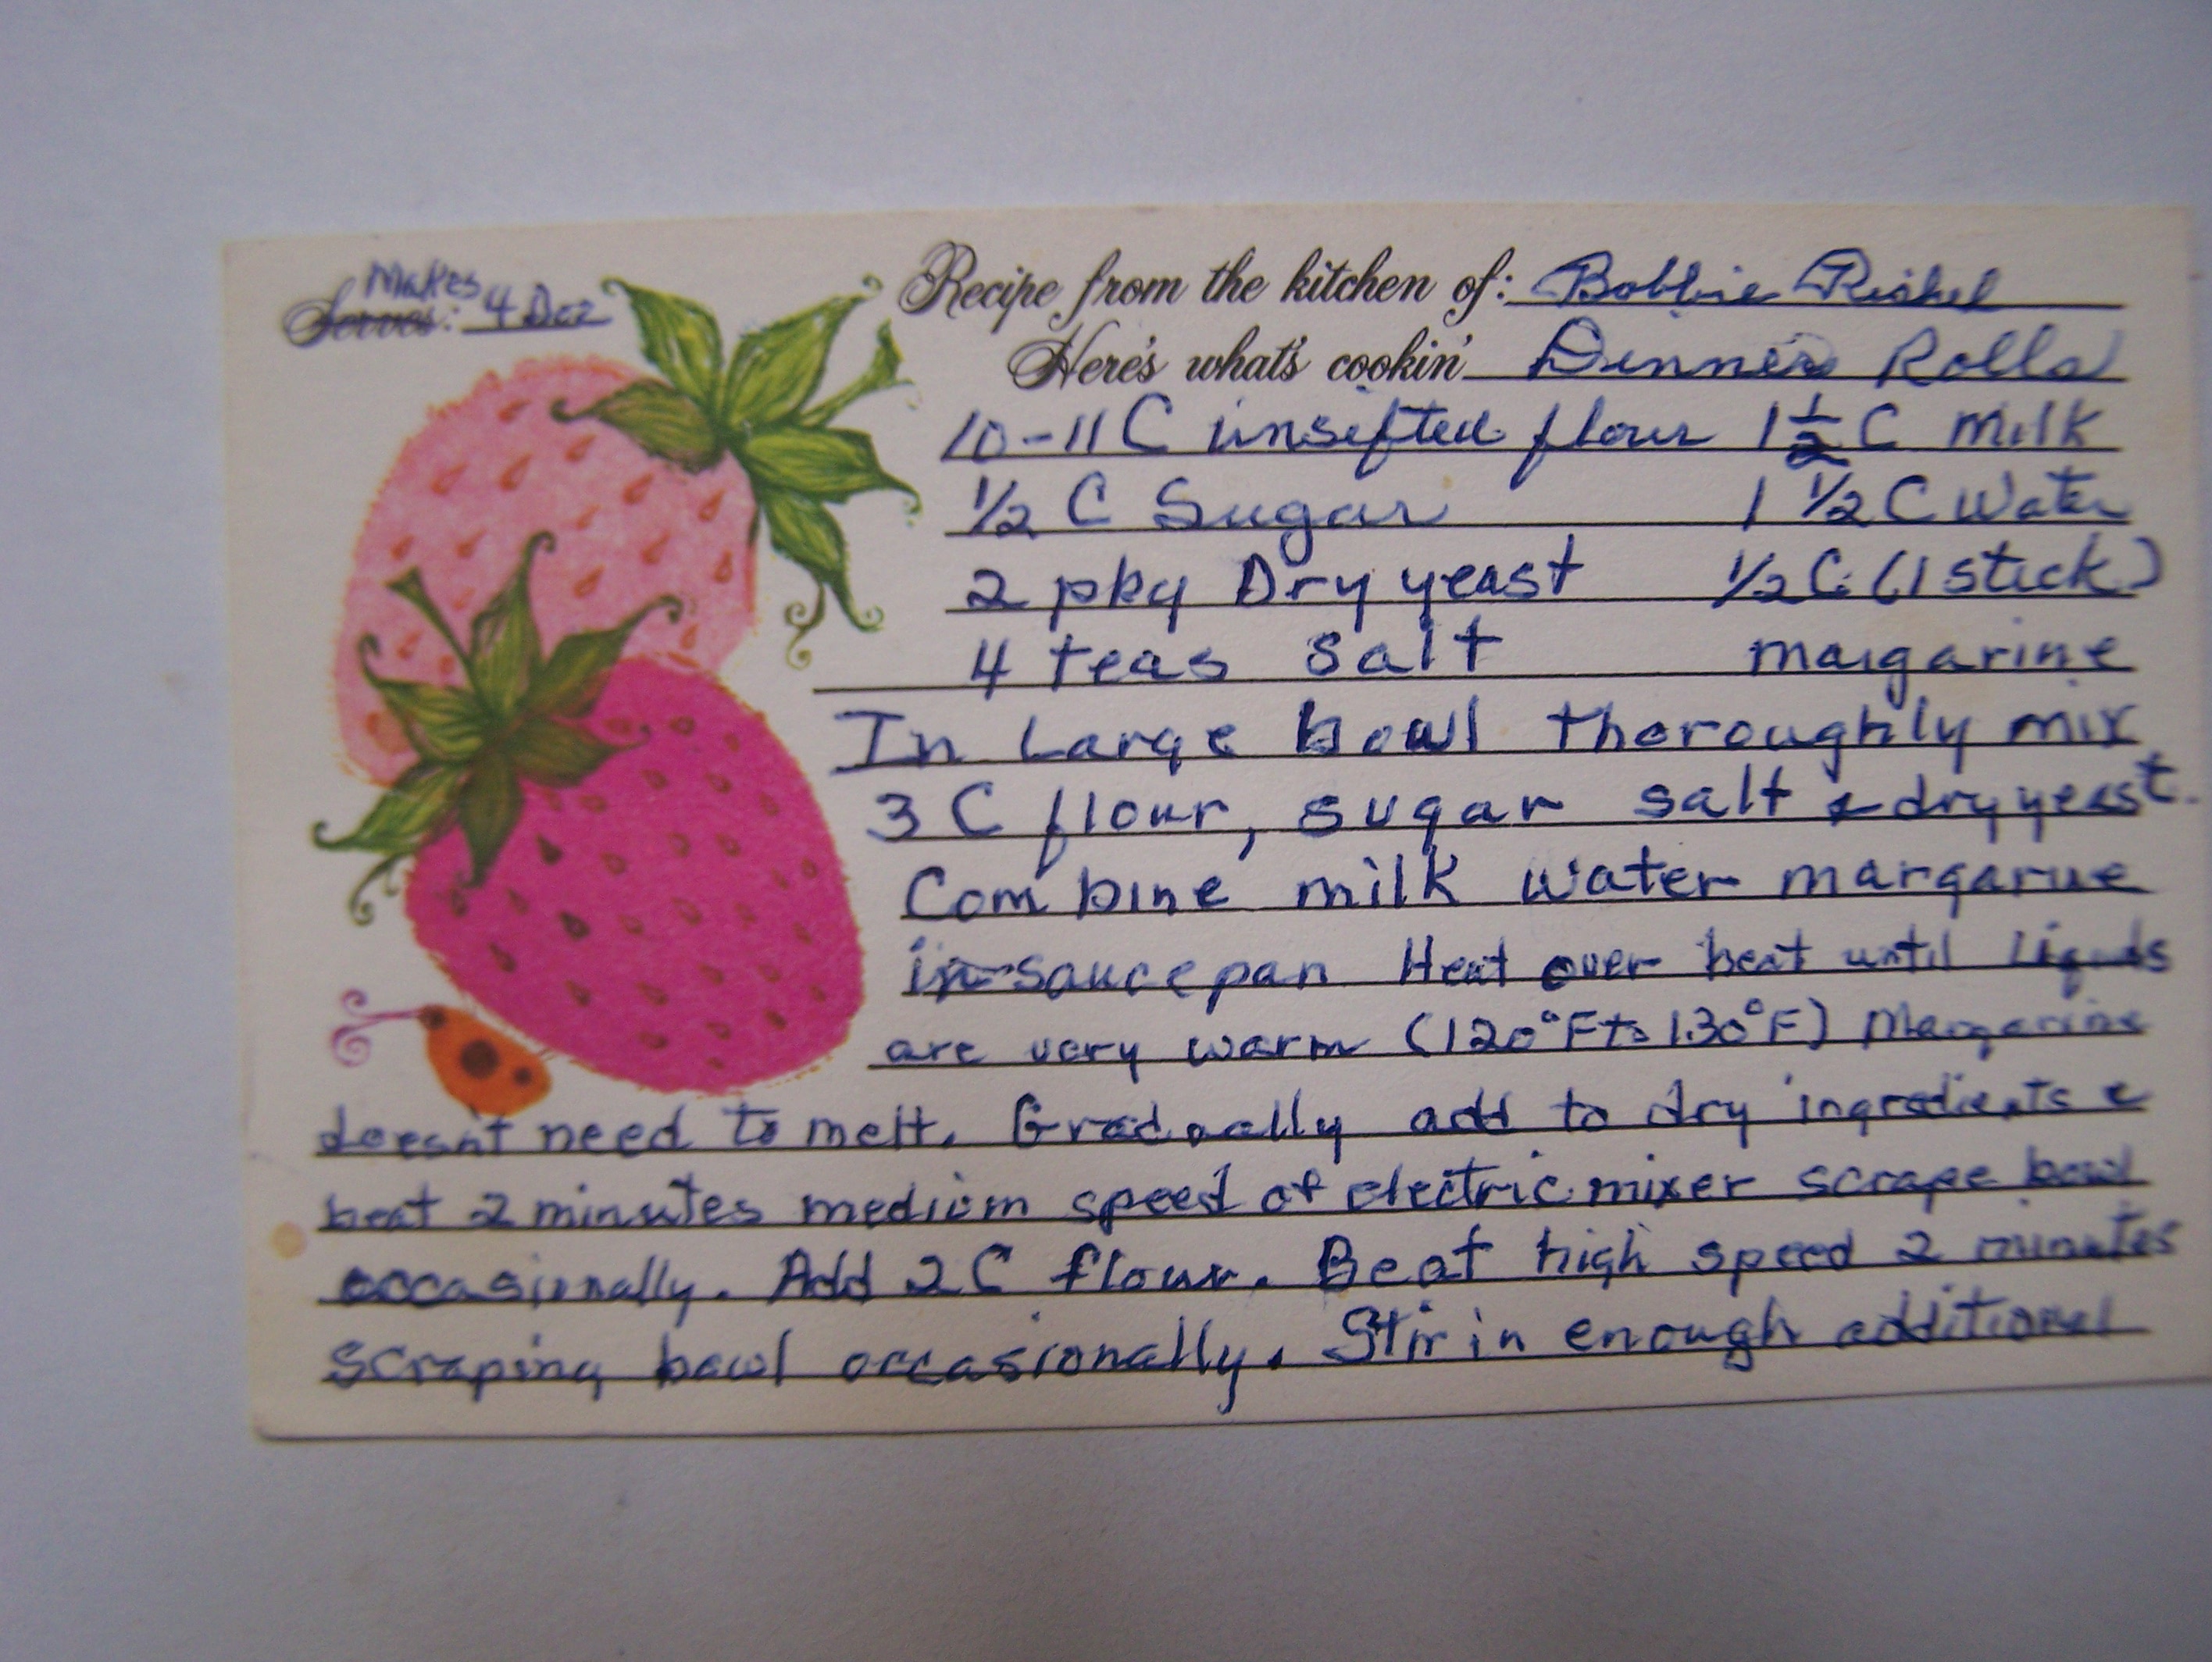 Makes
Serves: 4 Doz
Recipe from the kitchen of: Bobbie
Here's what's cookin' Dinner Rolls
10-11 C unsifted flour 1 1/2 C milk
1/2 C Sugar 1 1/2 C Water
2 pkg Dry yeast 1/2 C (1 stick)
4 teas salt margarine
In Large bowl thoroughly mix
3 C flour, sugar salt & dry yeast.
Combine milk water margarine
in saucepan Heat over heat until liquids
are very warm (120°F to 130°F) Margarine
doesn't need to melt. Gradually add to dry ingredients &
beat 2 minutes medium speed of electric mixer scrape bowl
occasionally. Add 2 C flour. Beat high speed 2 minutes
scraping bowl occasionally. Stir in enough additional